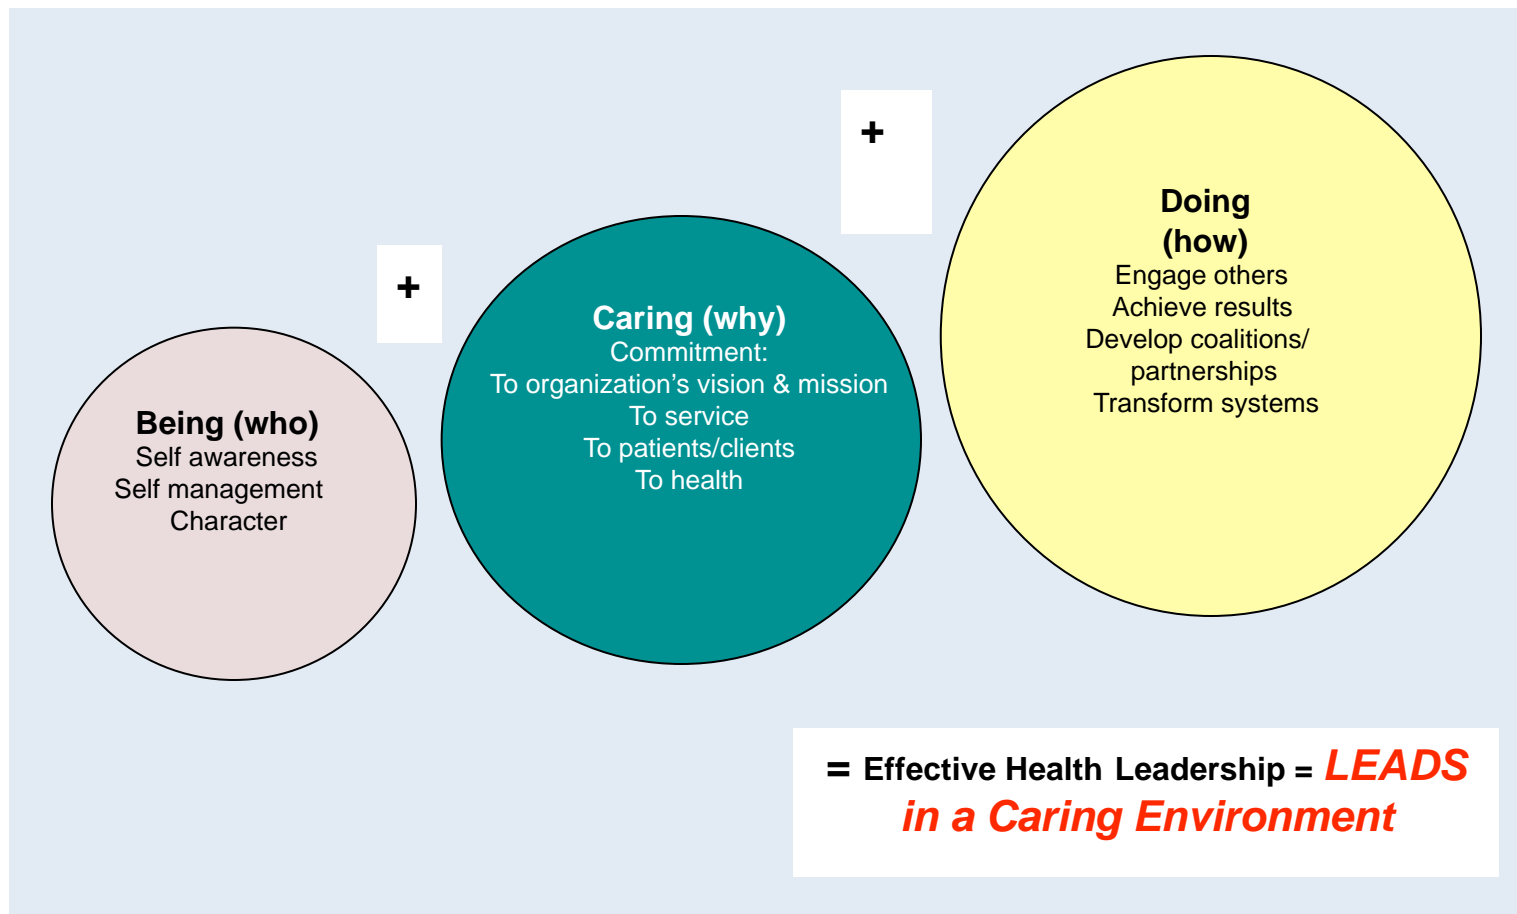 Being (who)
Self awareness
Self management
Character
+
Caring (why)
Commitment:
To organization’s vision & mission
To service
To patients/clients
To health
+
Doing
(how)
Engage others
Achieve results
Develop coalitions/
partnerships
Transform systems
= Effective Health Leadership = LEADS
in a Caring Environment